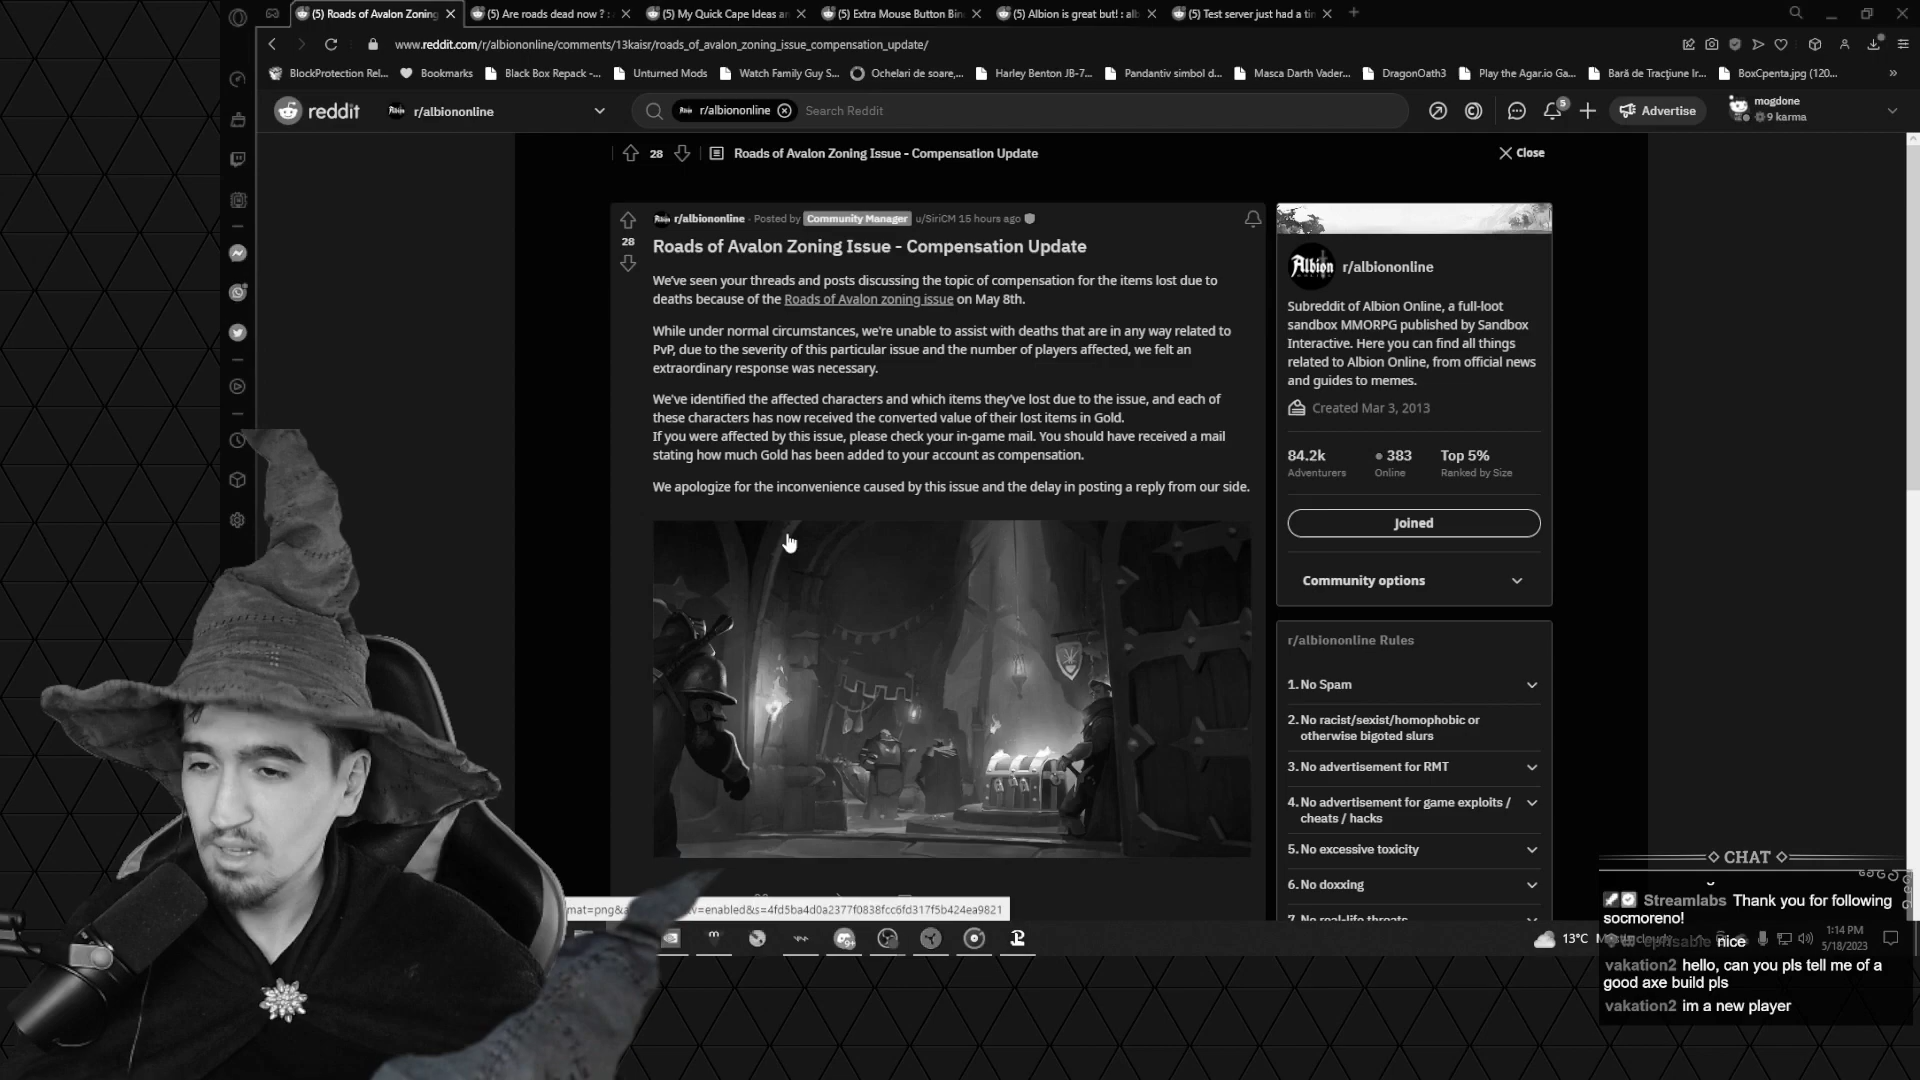 (5) Roads of Avalon Zoning
(5) Are roads dead now ? :
(5) My Quick Cape Ideas an
(5) Extra Mouse Button Bin
(5) Albion is great but! : alb
(5) Test server just had a tin
www.reddit.com/r/albiononline/comments/13kaisr/roads_of_avalon_zoning_issue_compensation_update/
BlockProtection Rel...
Bookmarks
Black Box Repack -...
Unturned Mods
Watch Family Guy S...
Ochelari de soare,...
Harley Benton JB-7...
Pandantiv simbol d...
Masca Darth Vader...
DragonOath3
Play the Agar.io Ga...
Bară de Tracțiune Ir...
BoxCpenta.jpg (120...
reddit
r/albiononline
r/albiononline
Search Reddit
5
Advertise
mogdone
9 karma
28
Roads of Avalon Zoning Issue - Compensation Update
Close
r/albiononline · Posted by Community Manager u/SiriCM 15 hours ago
28
Roads of Avalon Zoning Issue - Compensation Update
We've seen your threads and posts discussing the topic of compensation for the items lost due to
deaths because of the Roads of Avalon zoning issue on May 8th.
While under normal circumstances, we're unable to assist with deaths that are in any way related to
PvP, due to the severity of this particular issue and the number of players affected, we felt an
extraordinary response was necessary.
We've identified the affected characters and which items they've lost due to the issue, and each of
these characters has now received the converted value of their lost items in Gold.
If you were affected by this issue, please check your in-game mail. You should have received a mail
stating how much Gold has been added to your account as compensation.
We apologize for the inconvenience caused by this issue and the delay in posting a reply from our side.
Albion
r/albiononline
Subreddit of Albion Online, a full-loot
sandbox MMORPG published by Sandbox
Interactive. Here you can find all things
related to Albion Online, from official news
and guides to memes.
Created Mar 3, 2013
84.2k
Adventurers
383
Online
Top 5%
Ranked by Size
Joined
Community options
r/albiononline Rules
1. No Spam
2. No racist/sexist/homophobic or
otherwise bigoted slurs
3. No advertisement for RMT
4. No advertisement for game exploits /
cheats / hacks
5. No excessive toxicity
6. No doxxing
7. No real-life threats
mat=png&a
v=enabled&s=4fd5ba4d0a2377f0838fcc6fd317f5b424ea9821
13°C
1:14 PM
5/18/2023
CHAT
Streamlabs Thank you for following
socmoreno!
nice
vakation2 hello, can you pls tell me of a
good axe build pls
vakation2 im a new player